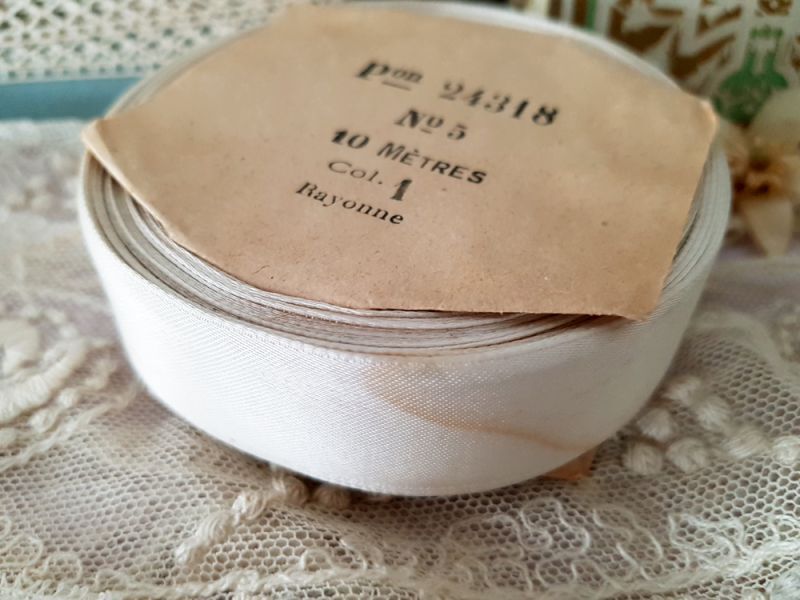 Pon 24318
No 5
10 MÈTRES
Col. 1
Rayonne